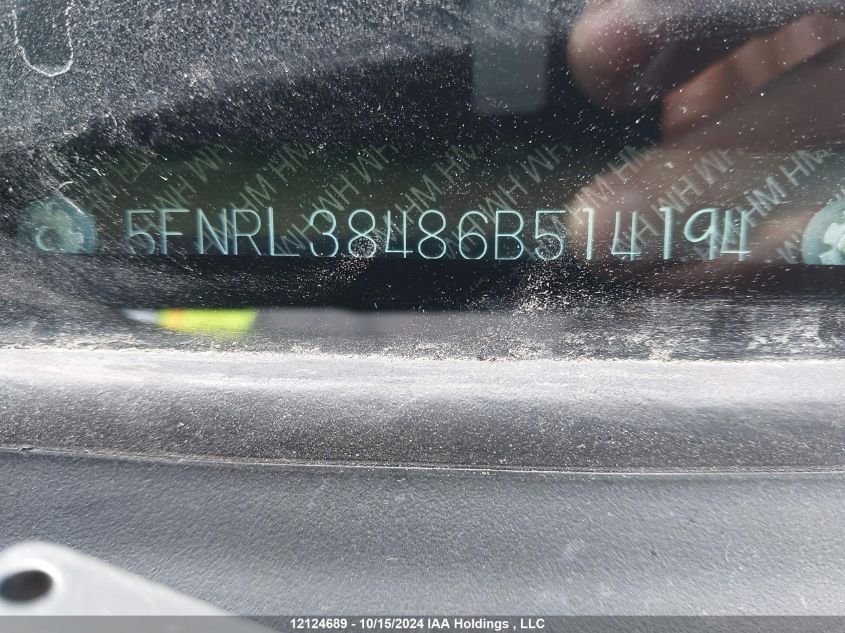 5FNRL38486B514194
12124689 - 10/15/2024 IAA Holdings , LLC